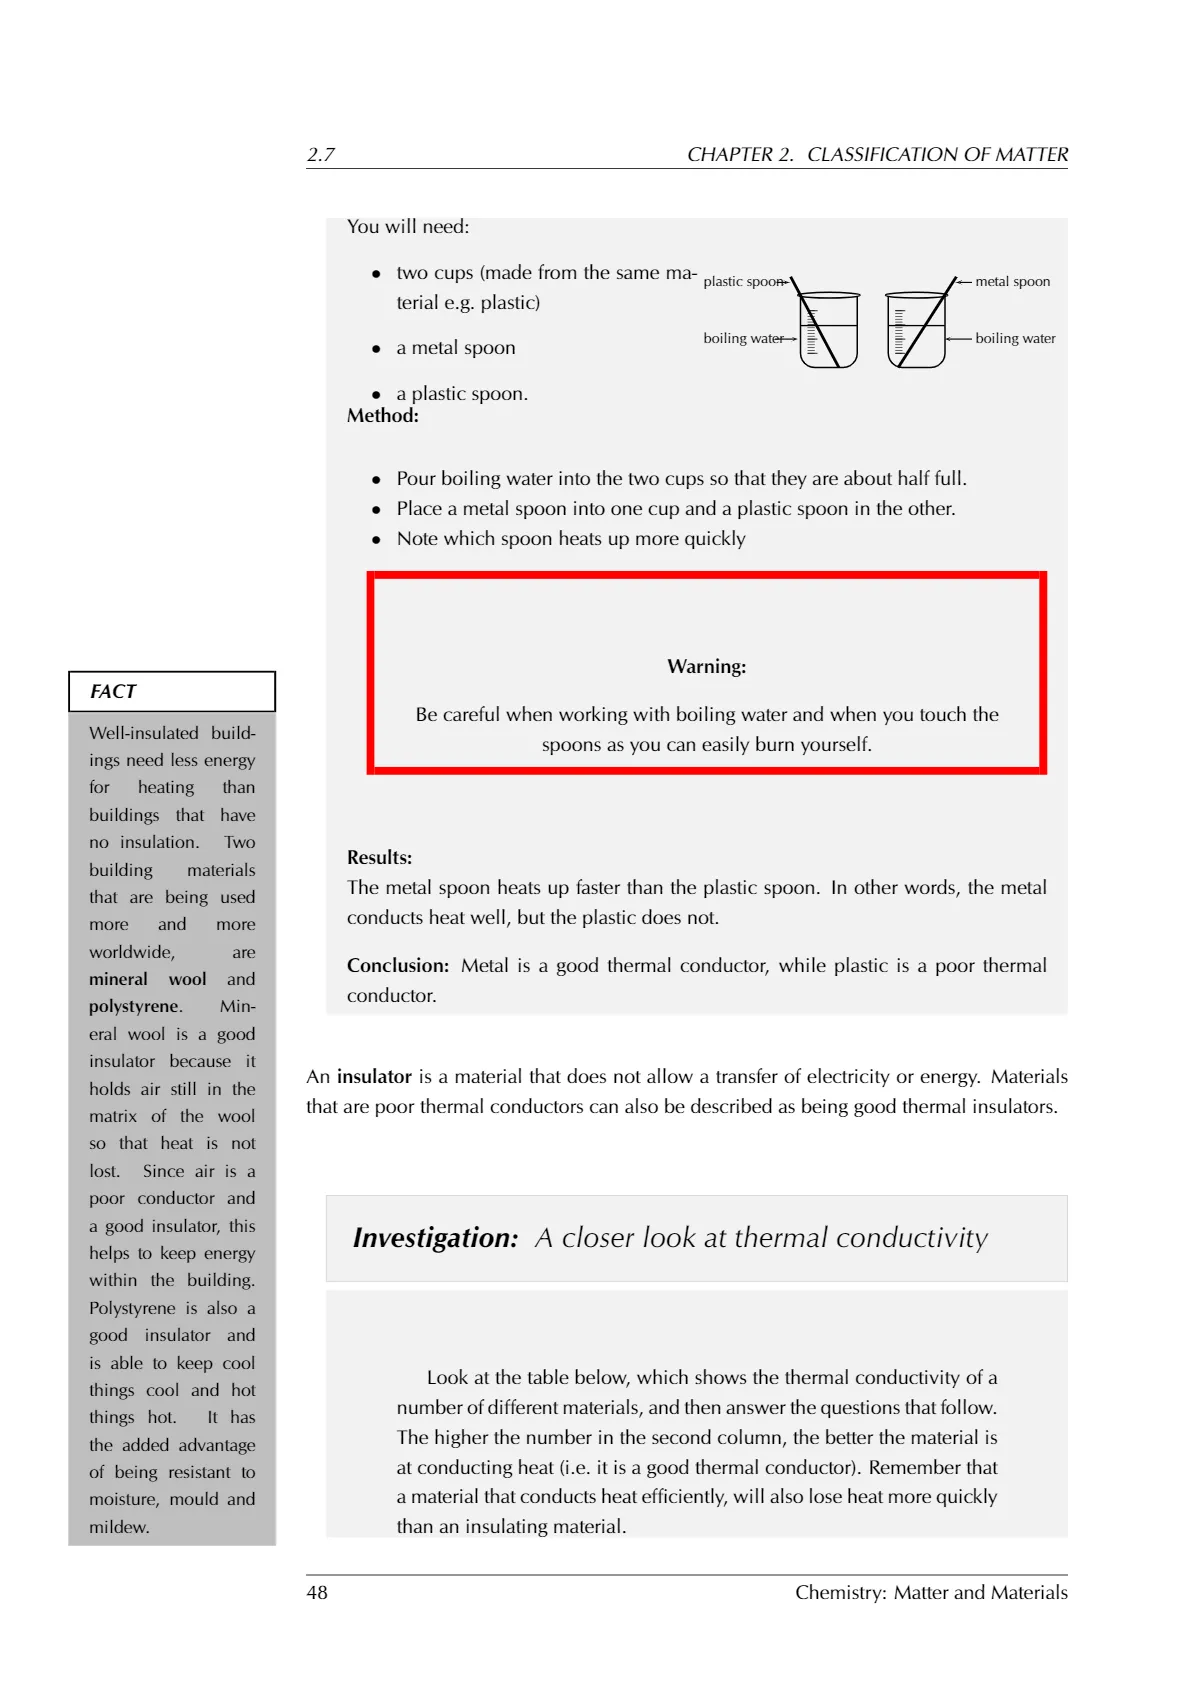 2.7 CHAPTER 2. CLASSIFICATION OF MATTER
You will need:
• two cups (made from the same ma-
terial e.g. plastic)
• a metal spoon
• a plastic spoon.
plastic spoon
metal spoon
boiling water
boiling water
Method:
• Pour boiling water into the two cups so that they are about half full.
• Place a metal spoon into one cup and a plastic spoon in the other.
• Note which spoon heats up more quickly
Warning:
Be careful when working with boiling water and when you touch the
spoons as you can easily burn yourself.
Results:
The metal spoon heats up faster than the plastic spoon. In other words, the metal
conducts heat well, but the plastic does not.
Conclusion: Metal is a good thermal conductor, while plastic is a poor thermal
conductor.
FACT
Well-insulated build-
ings need less energy
for heating than
buildings that have
no insulation. Two
building materials
that are being used
more and more
worldwide, are
mineral wool and
polystyrene. Min-
eral wool is a good
insulator because it
holds air still in the
matrix of the wool
so that heat is not
lost. Since air is a
poor conductor and
a good insulator, this
helps to keep energy
within the building.
Polystyrene is also a
good insulator and
is able to keep cool
things cool and hot
things hot. It has
the added advantage
of being resistant to
moisture, mould and
mildew.
An insulator is a material that does not allow a transfer of electricity or energy. Materials
that are poor thermal conductors can also be described as being good thermal insulators.
Investigation: A closer look at thermal conductivity
Look at the table below, which shows the thermal conductivity of a
number of different materials, and then answer the questions that follow.
The higher the number in the second column, the better the material is
at conducting heat (i.e. it is a good thermal conductor). Remember that
a material that conducts heat efficiently, will also lose heat more quickly
than an insulating material.
48 Chemistry: Matter and Materials